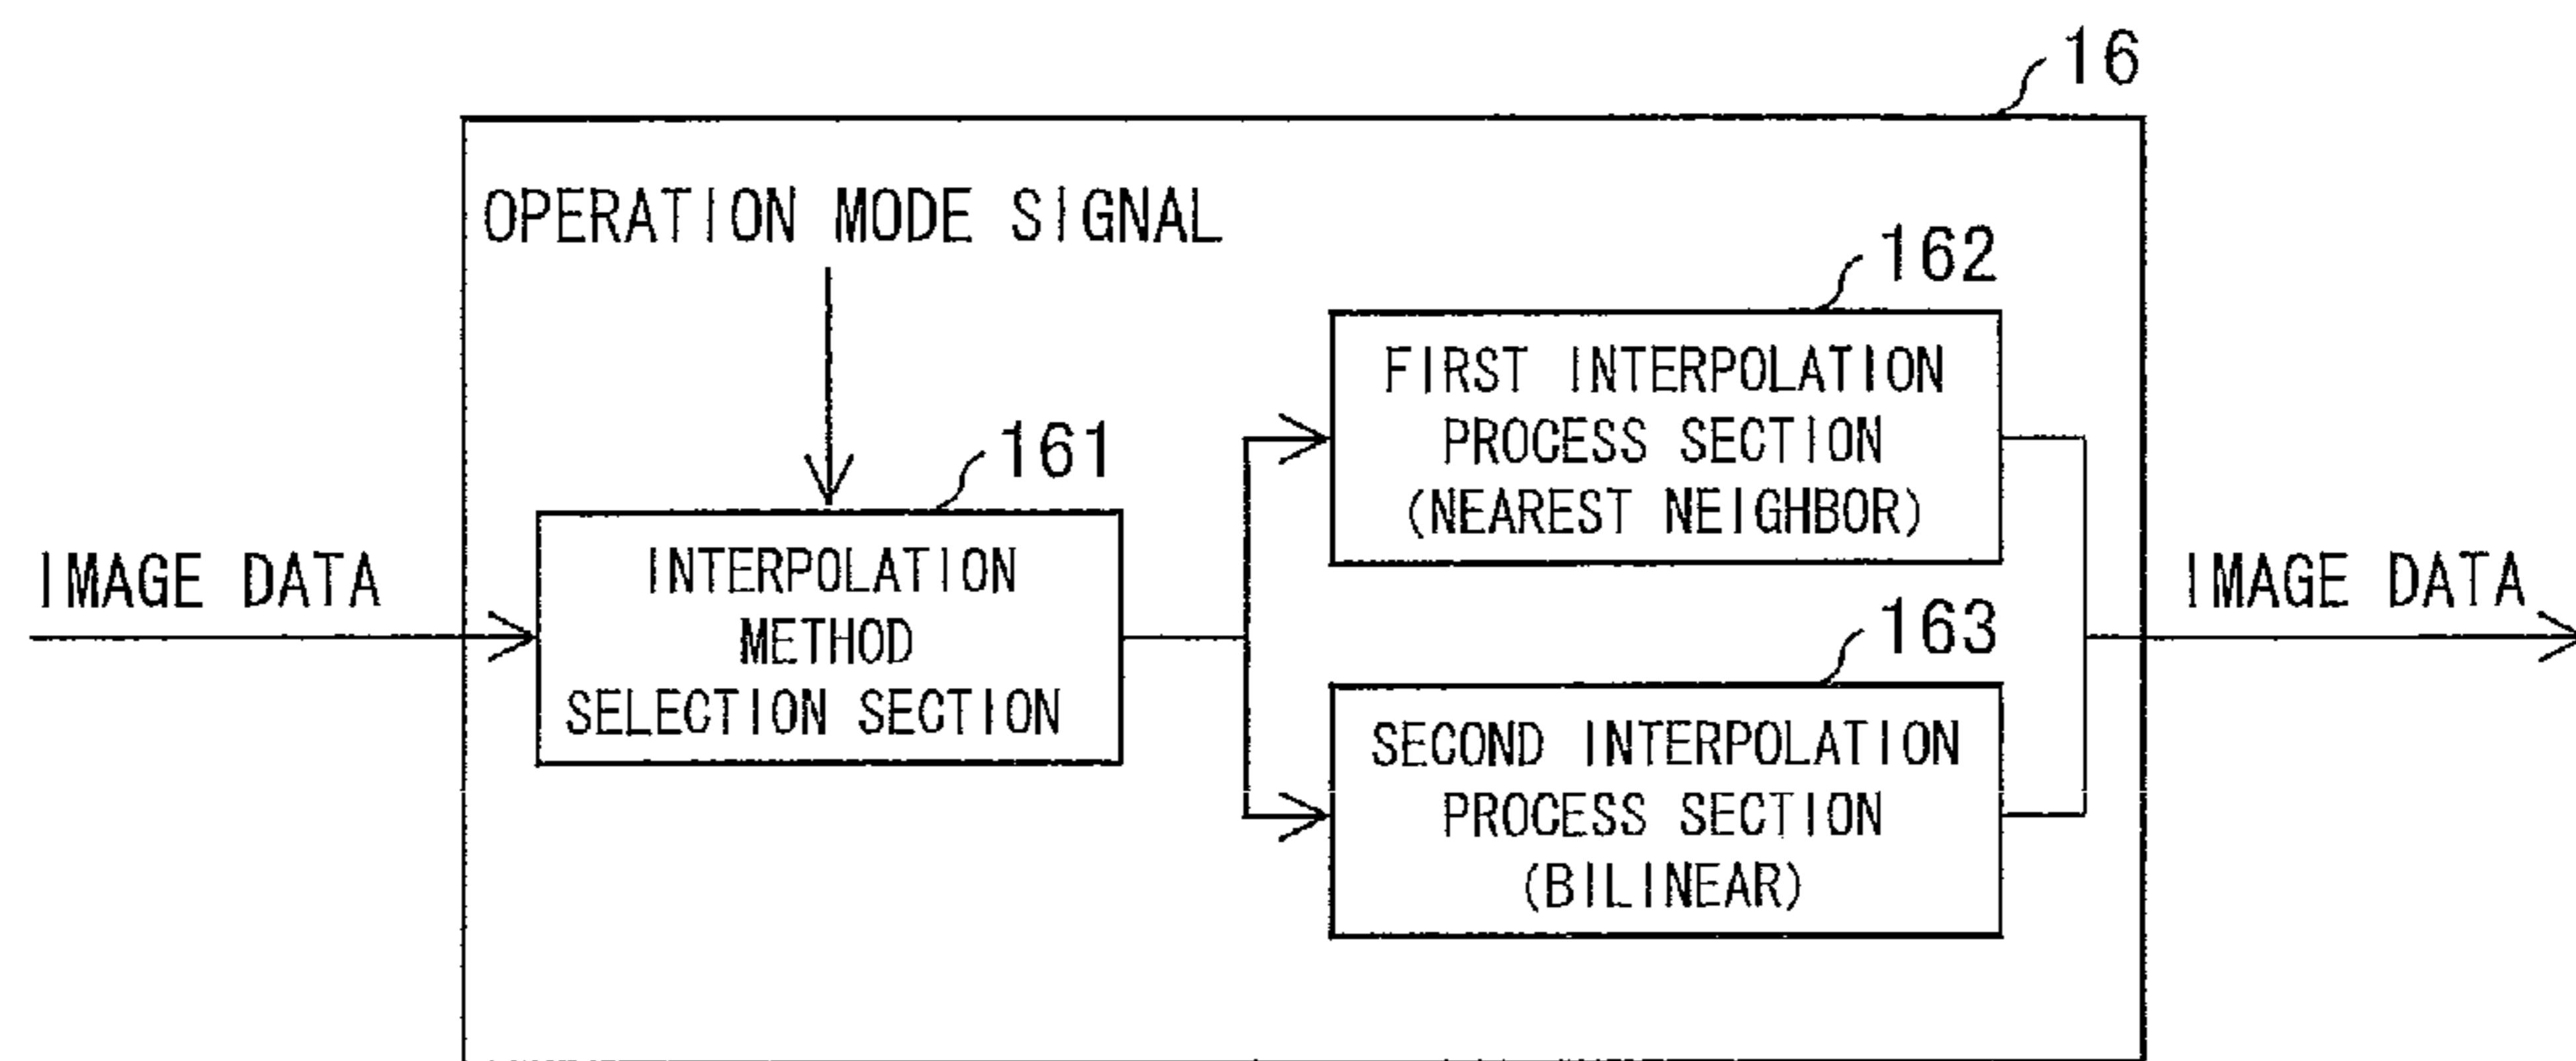 16
OPERATION MODE SIGNAL
162
FIRST INTERPOLATION
PROCESS SECTION
(NEAREST NEIGHBOR)
161
IMAGE DATA
INTERPOLATION
METHOD
SELECTION SECTION
IMAGE DATA
163
SECOND INTERPOLATION
PROCESS SECTION
(BILINEAR)